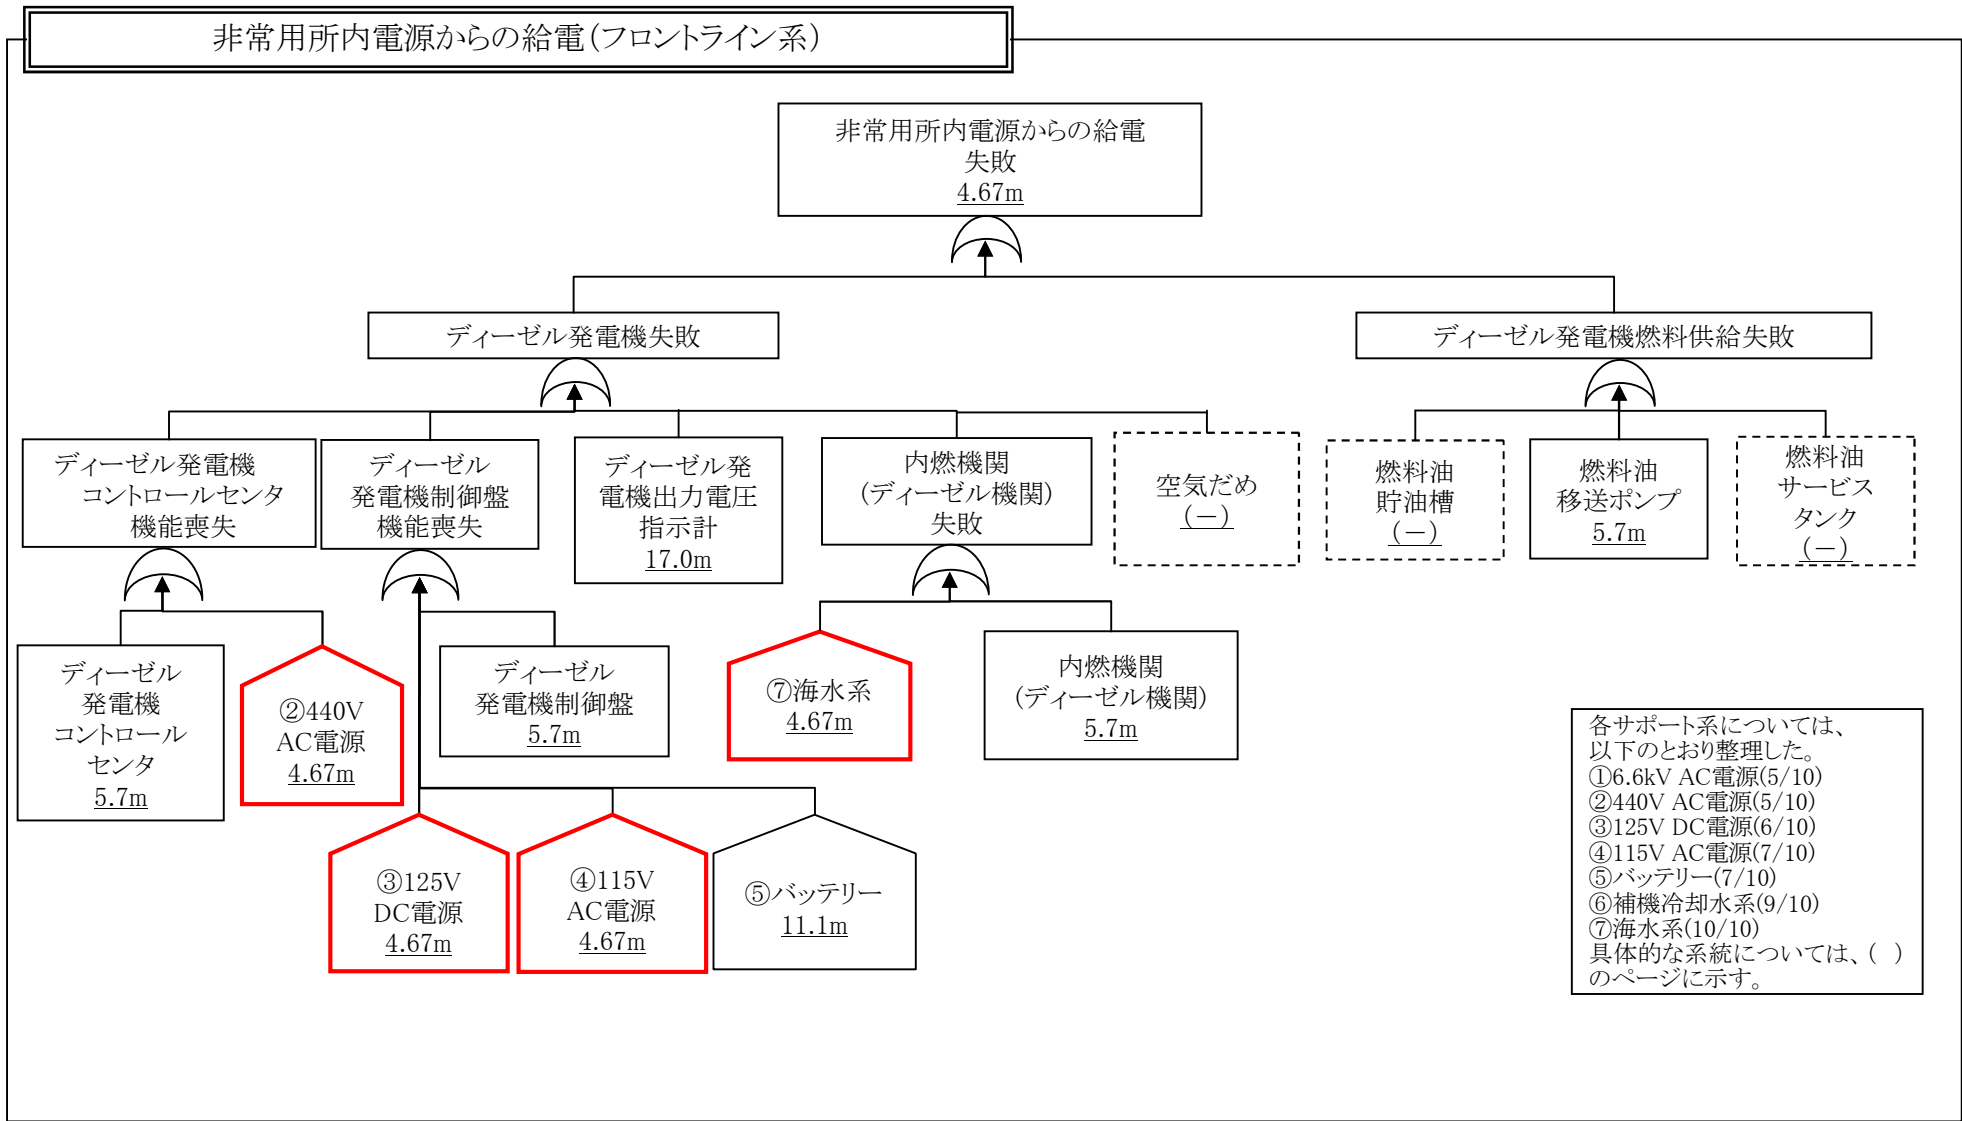 非常用所内電源からの給電(フロントライン系)
非常用所内電源からの給電
失敗
4.67m
ディーゼル発電機失敗
ディーゼル発電機燃料供給失敗
ディーゼル発電機
コントロールセンタ
機能喪失
ディーゼル
発電機制御盤
機能喪失
ディーゼル発
電機出力電圧
指示計
17.0m
内燃機関
(ディーゼル機関)
失敗
空気だめ
(－)
燃料油
貯油槽
(－)
燃料油
移送ポンプ
5.7m
燃料油
サービス
タンク
(－)
ディーゼル
発電機
コントロール
センタ
5.7m
②440V
AC電源
4.67m
ディーゼル
発電機制御盤
5.7m
⑦海水系
4.67m
内燃機関
(ディーゼル機関)
5.7m
③125V
DC電源
4.67m
④115V
AC電源
4.67m
⑤バッテリー
11.1m
各サポート系については、
以下のとおり整理した。
①6.6kV AC電源(5/10)
②440V AC電源(5/10)
③125V DC電源(6/10)
④115V AC電源(7/10)
⑤バッテリー(7/10)
⑥補機冷却水系(9/10)
⑦海水系(10/10)
具体的な系統については、( )
のページに示す。